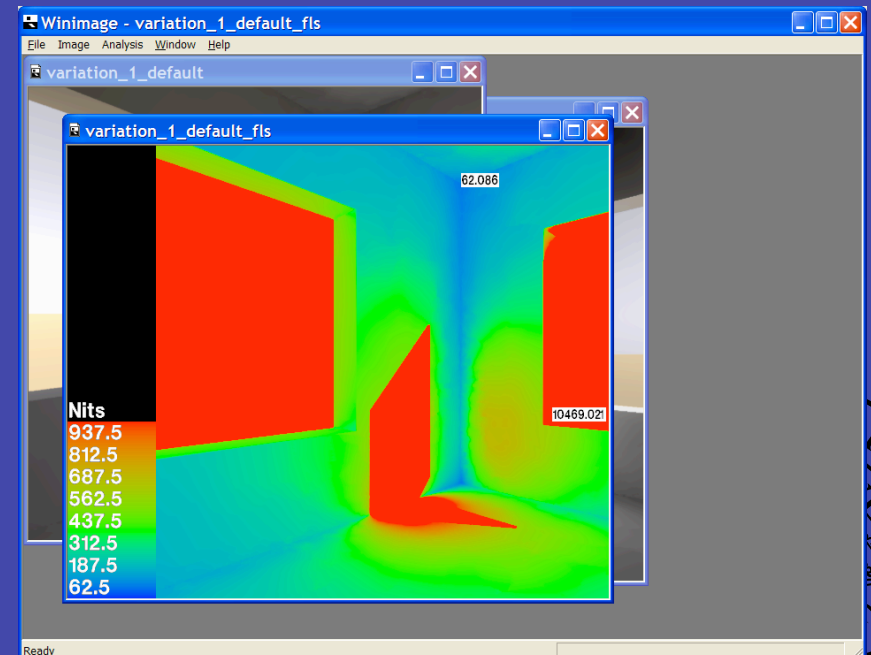 Winimage - variation_1_default_fls
File Image Analysis Window Help
variation_1_default
variation_1_default_fls
62.086
10469.021
Nits
937.5
812.5
687.5
562.5
437.5
312.5
187.5
62.5
Ready